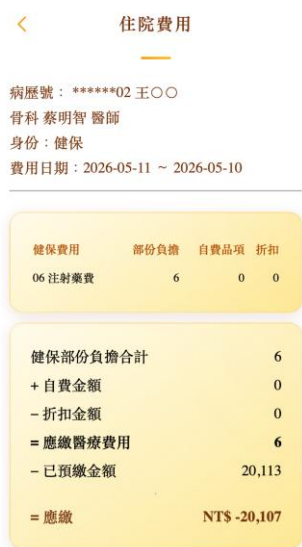 住院費用
病歷號： ******02 王○○
骨科 蔡明智 醫師
身份：健保
費用日期：2026-05-11 ~ 2026-05-10
健保費用 部份負擔 自費品項 折扣
06 注射藥費 6 0 0
健保部份負擔合計 6
+ 自費金額 0
− 折扣金額 0
= 應繳醫療費用 6
− 已預繳金額 20,113
= 應繳 NT$ -20,107